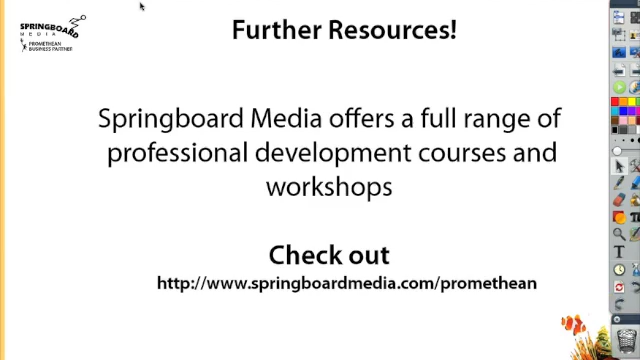 Further Resources!
SPRINGBOARD
MEDIA
PROMETHEAN
BUSINESS PARTNER
Springboard Media offers a full range of
professional development courses and
workshops
Check out
http://www.springboardmedia.com/promethean
T